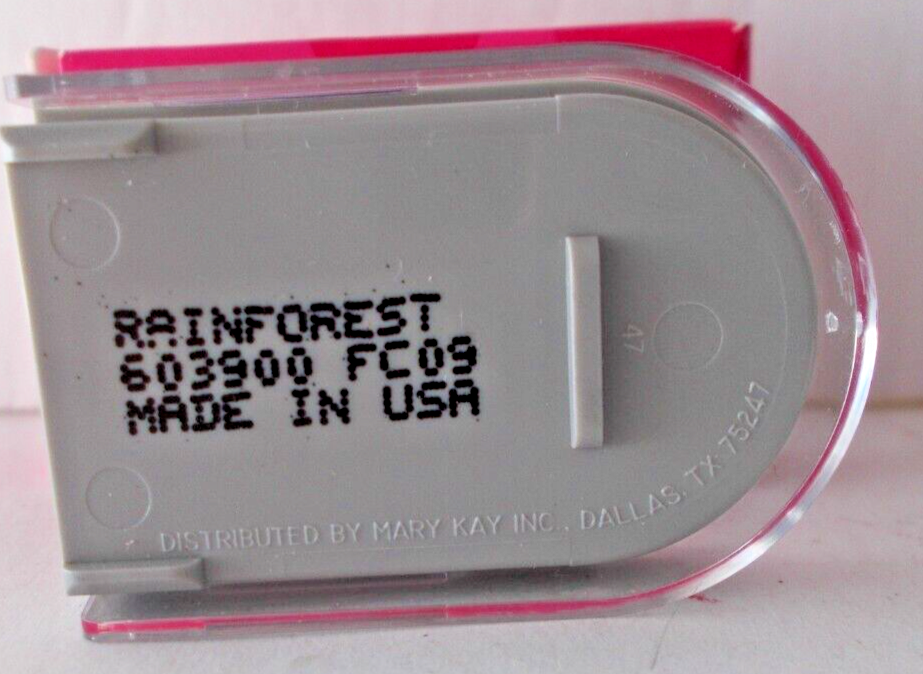 RAINFOREST
603900 FC09
MADE IN USA
47
DISTRIBUTED BY MARY KAY INC., DALLAS, TX 75247